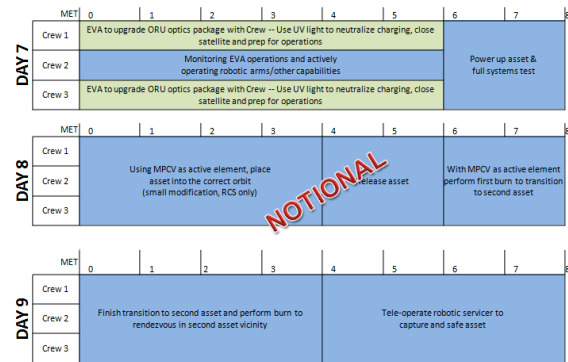 MET 0 1 2 3 4 5 6 7 8
DAY 7
Crew 1
EVA to upgrade ORU optics package with Crew -- Use UV light to neutralize charging, close
satellite and prep for operations
Crew 2
Monitoring EVA operations and actively
operating robotic arms/other capabilities
Crew 3
EVA to upgrade ORU optics package with Crew -- Use UV light to neutralize charging, close
satellite and prep for operations
Power up asset &
full systems test
MET 0 1 2 3 4 5 6 7 8
DAY 8
Crew 1
Crew 2
Crew 3
Using MPCV as active element, place
asset into the correct orbit
(small modification, RCS only)
elease asset
With MPCV as active element
perform first burn to transition
to second asset
NOTIONAL
MET 0 1 2 3 4 5 6 7 8
DAY 9
Crew 1
Crew 2
Crew 3
Finish transition to second asset and perform burn to
rendezvous in second asset vicinity
Tele-operate robotic servicer to
capture and safe asset